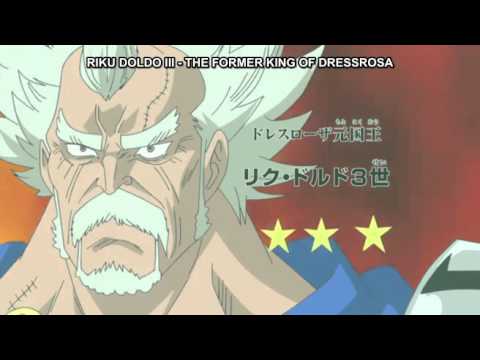 RIKU DOLDO III - THE FORMER KING OF DRESSROSA
ドレスローザ元国王
リク・ドルド3世